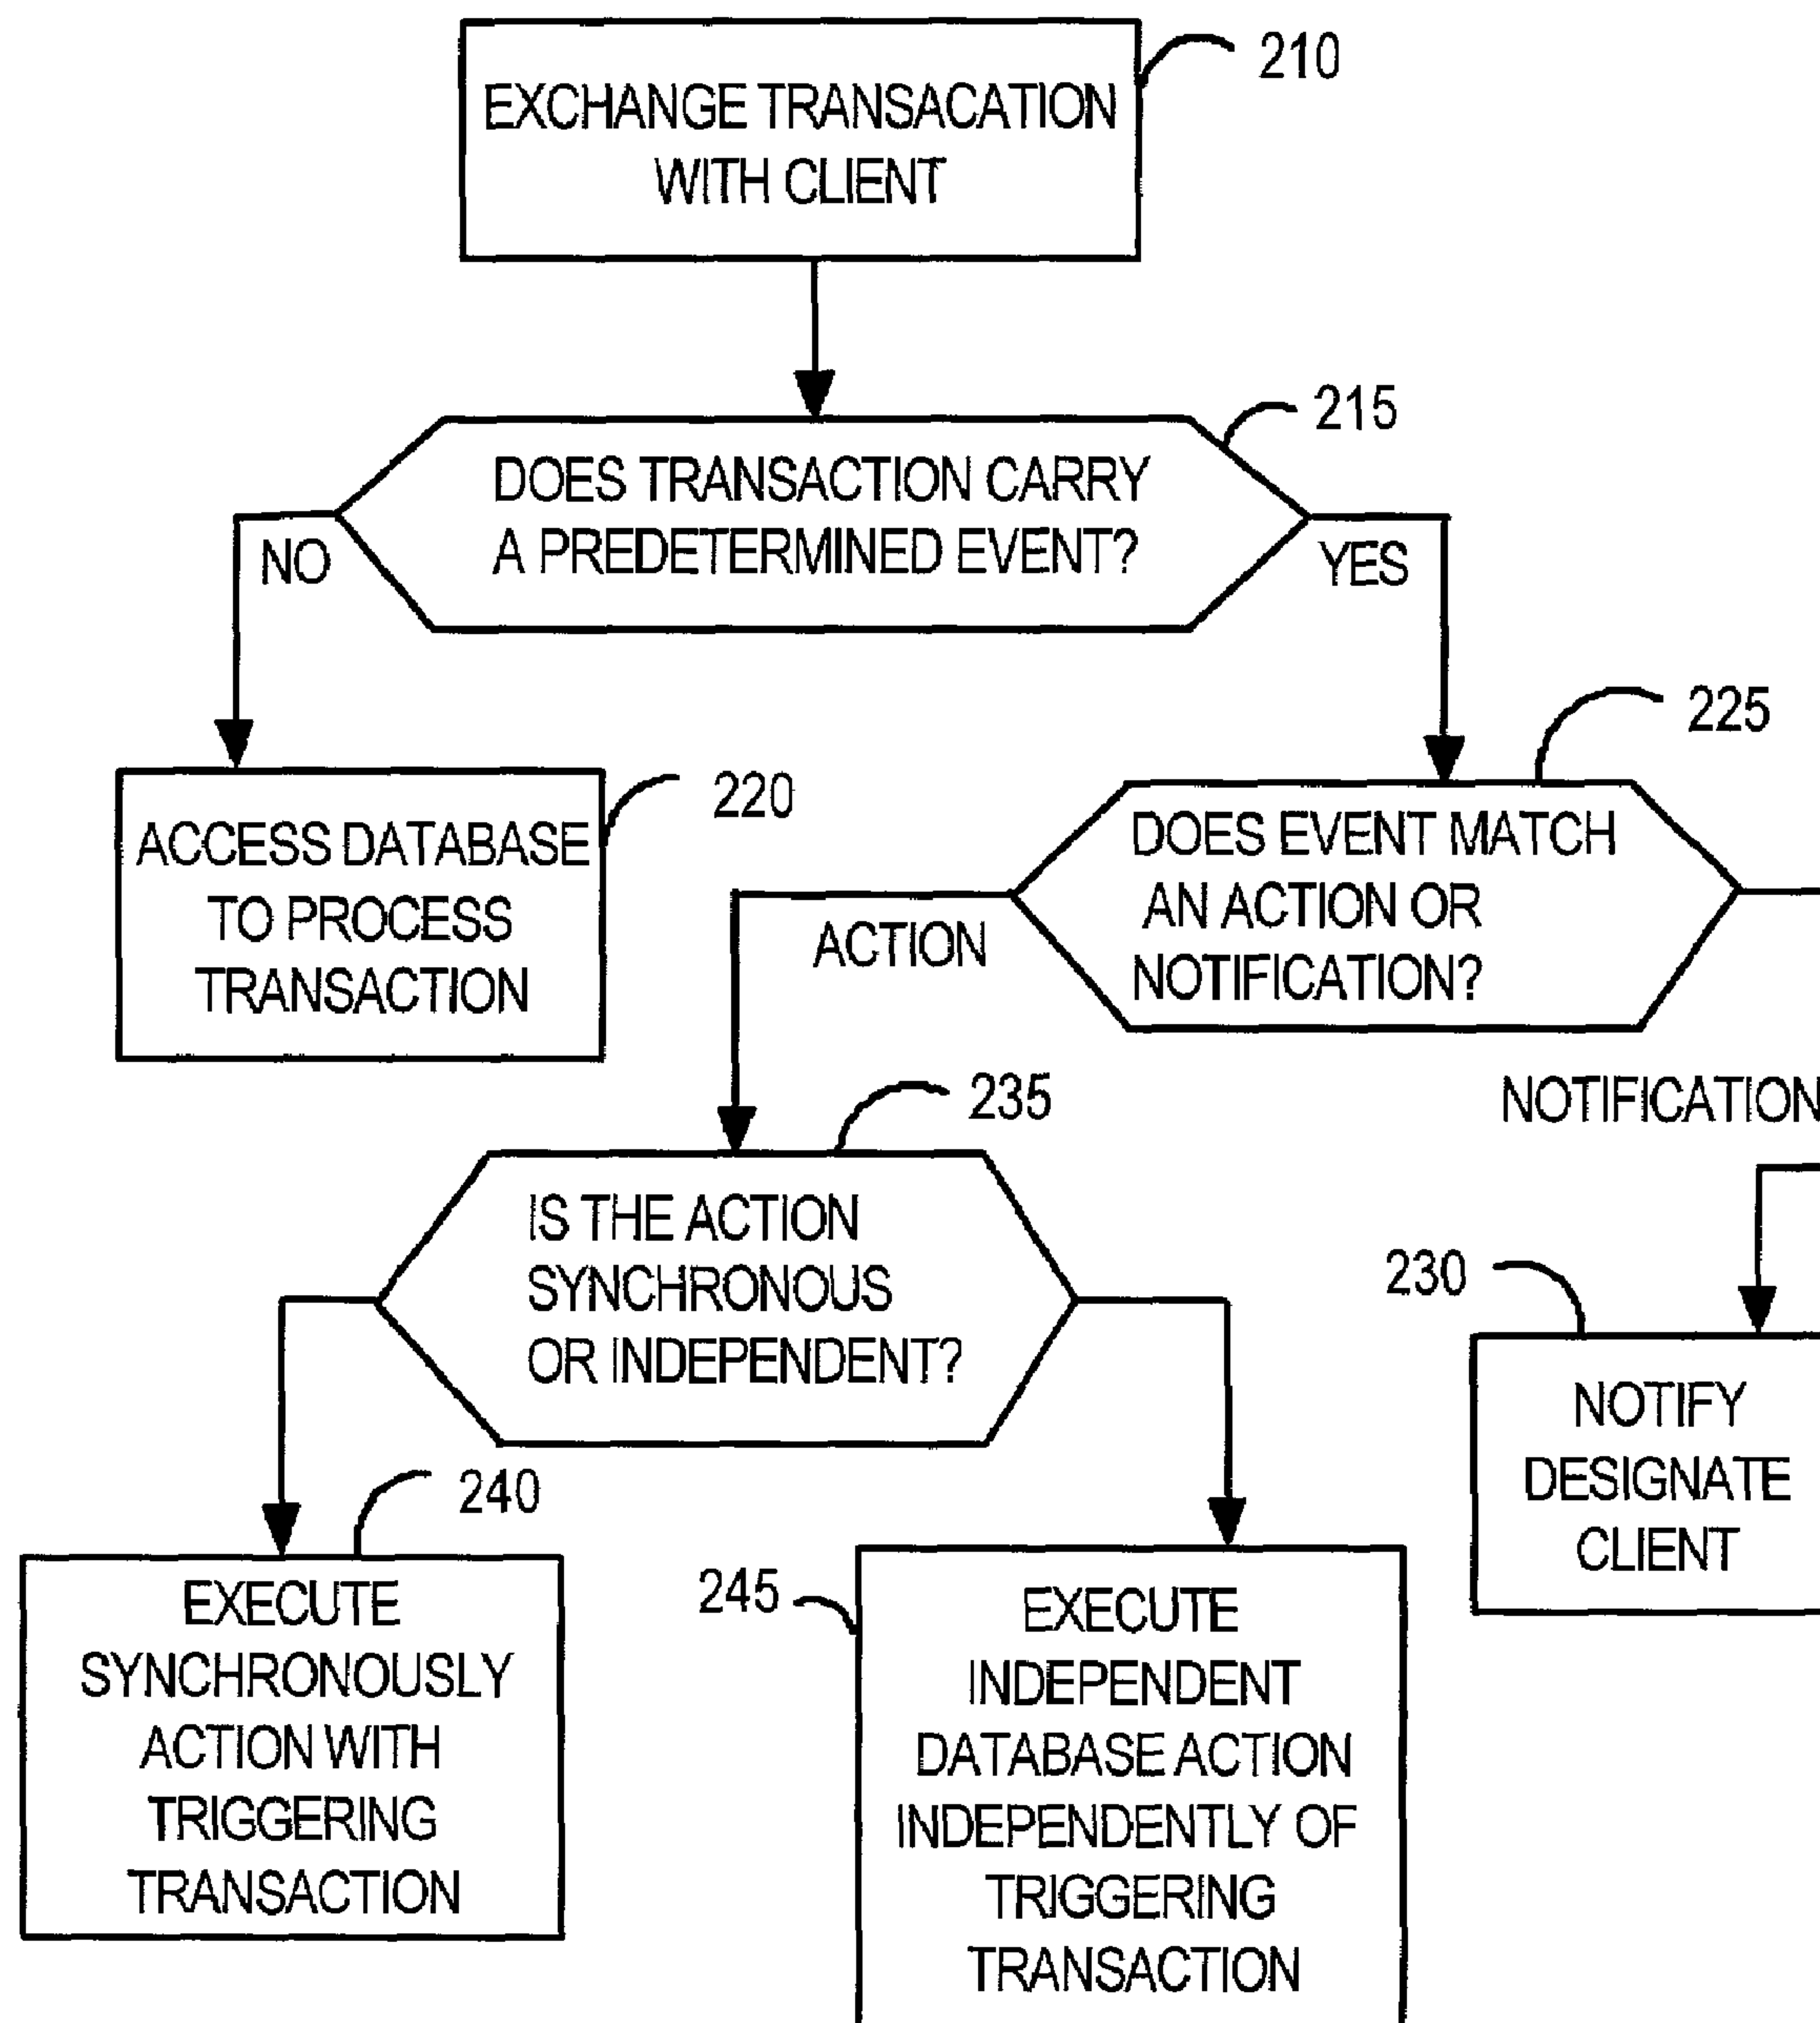 210
EXCHANGE TRANSACATION
WITH CLIENT
215
DOES TRANSACTION CARRY
A PREDETERMINED EVENT?
NO
YES
225
220
ACCESS DATABASE
TO PROCESS
TRANSACTION
DOES EVENT MATCH
AN ACTION OR
NOTIFICATION?
ACTION
NOTIFICATION
235
IS THE ACTION
SYNCHRONOUS
OR INDEPENDENT?
230
NOTIFY
DESIGNATE
CLIENT
240
EXECUTE
SYNCHRONOUSLY
ACTION WITH
TRIGGERING
TRANSACTION
245
EXECUTE
INDEPENDENT
DATABASE ACTION
INDEPENDENTLY OF
TRIGGERING
TRANSACTION